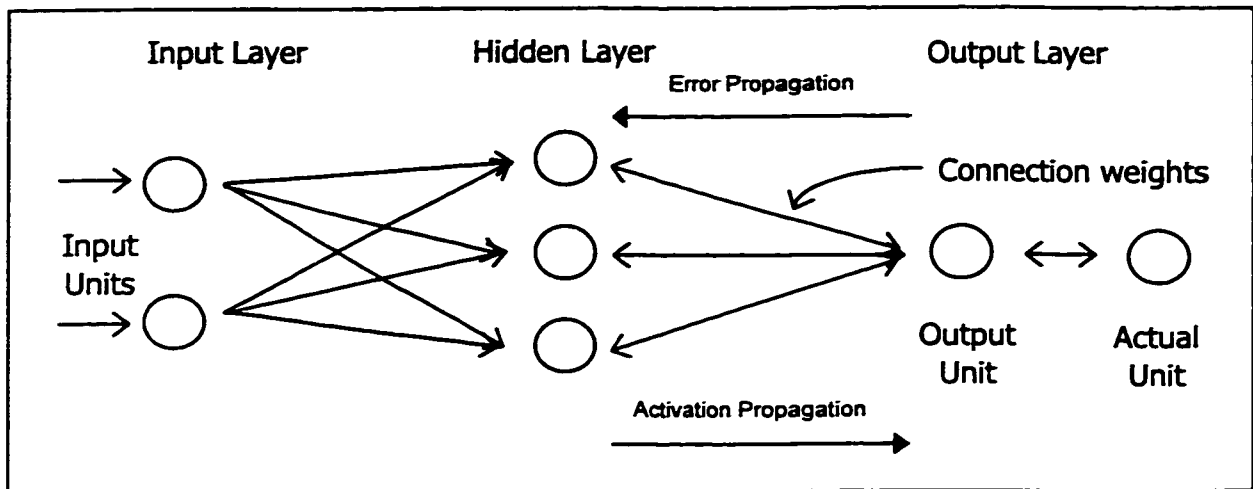 Input Layer
Hidden Layer
Output Layer
Error Propagation
Connection weights
Input
Units
Output
Unit
Actual
Unit
Activation Propagation